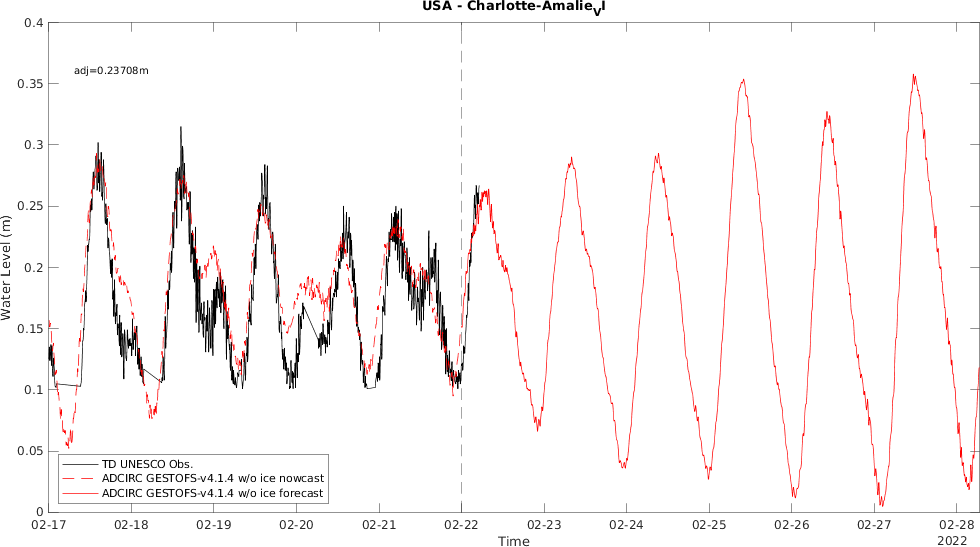 USA - Charlotte-Amalie_VI
0.4
0.35
0.3
0.25
0.2
0.15
0.1
0.05
0
Water Level (m)
adj=0.23708m
TD UNESCO Obs.
ADCIRC GESTOFS-v4.1.4 w/o ice nowcast
ADCIRC GESTOFS-v4.1.4 w/o ice forecast
02-17 02-18 02-19 02-20 02-21 02-22 02-23 02-24 02-25 02-26 02-27 02-28
Time
2022